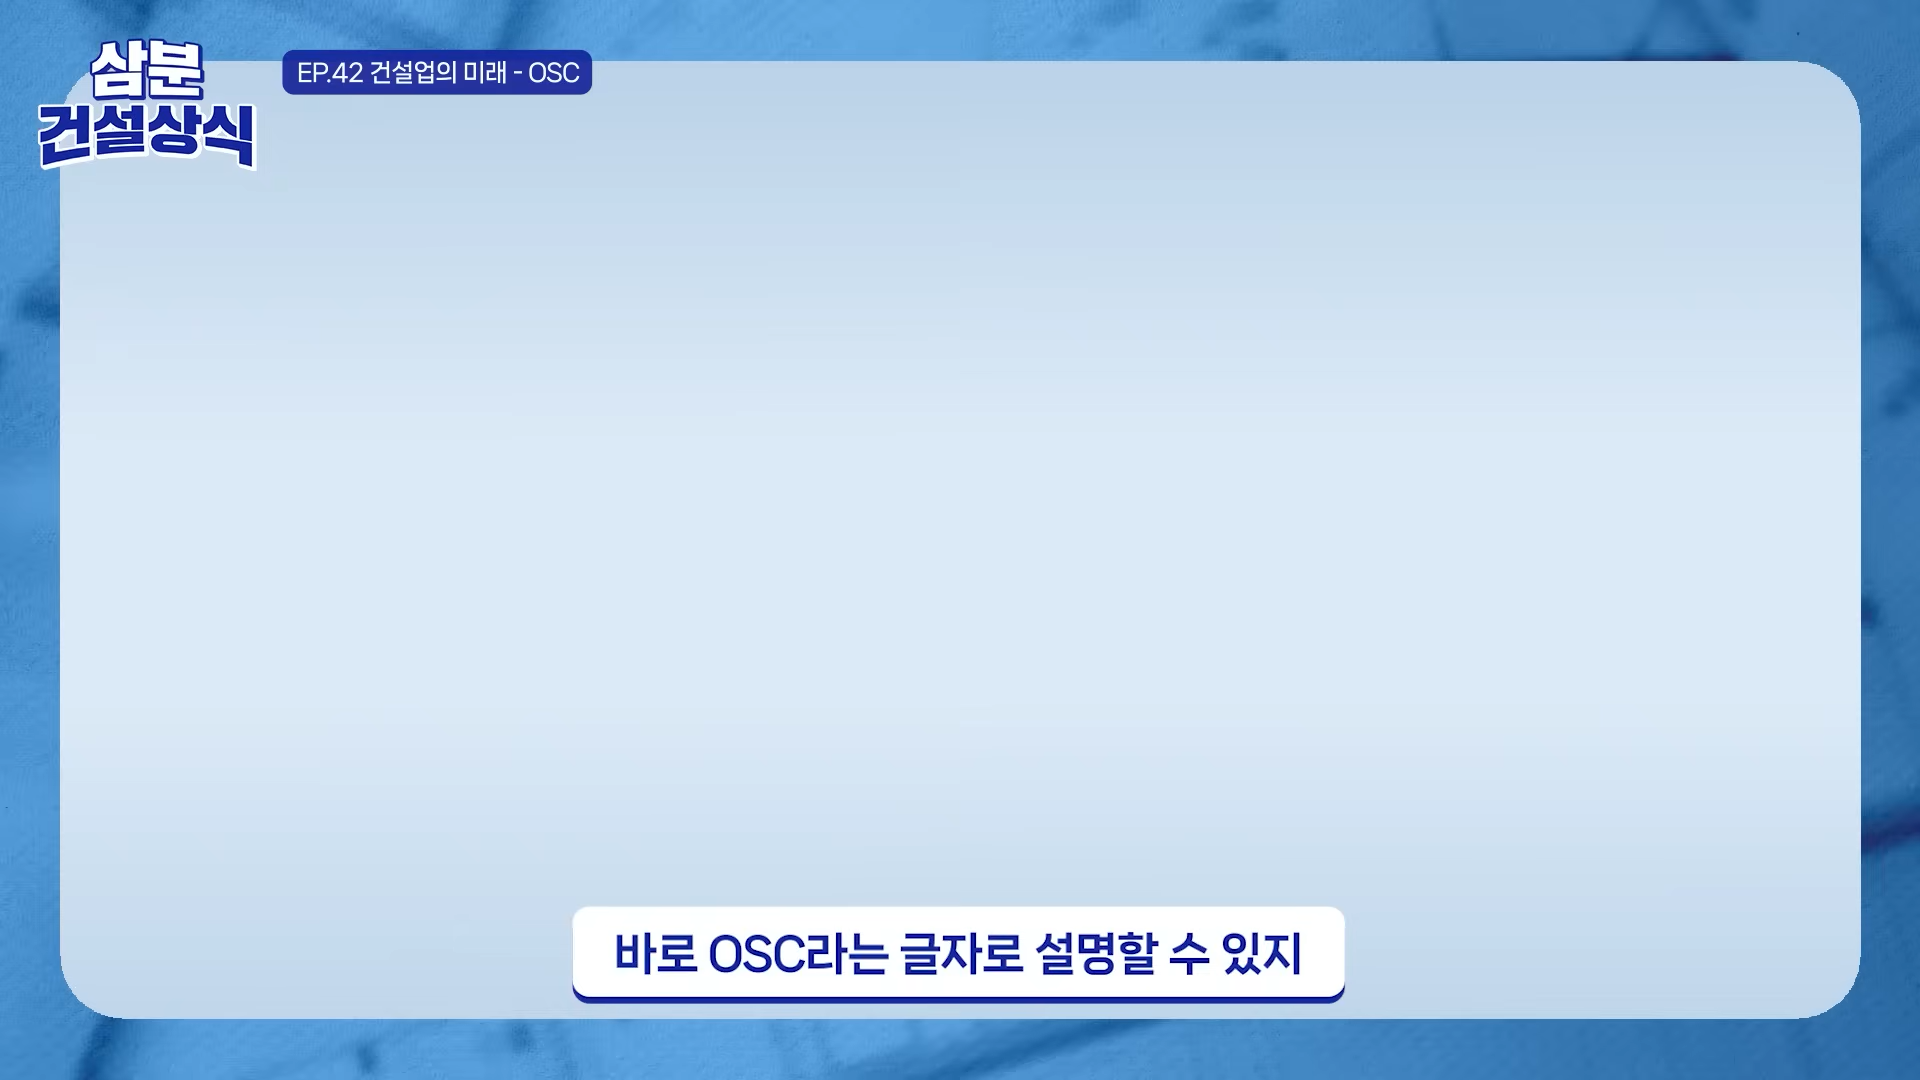 삼분
건설상식
EP.42 건설업의 미래 - OSC
바로 OSC라는 글자로 설명할 수 있지